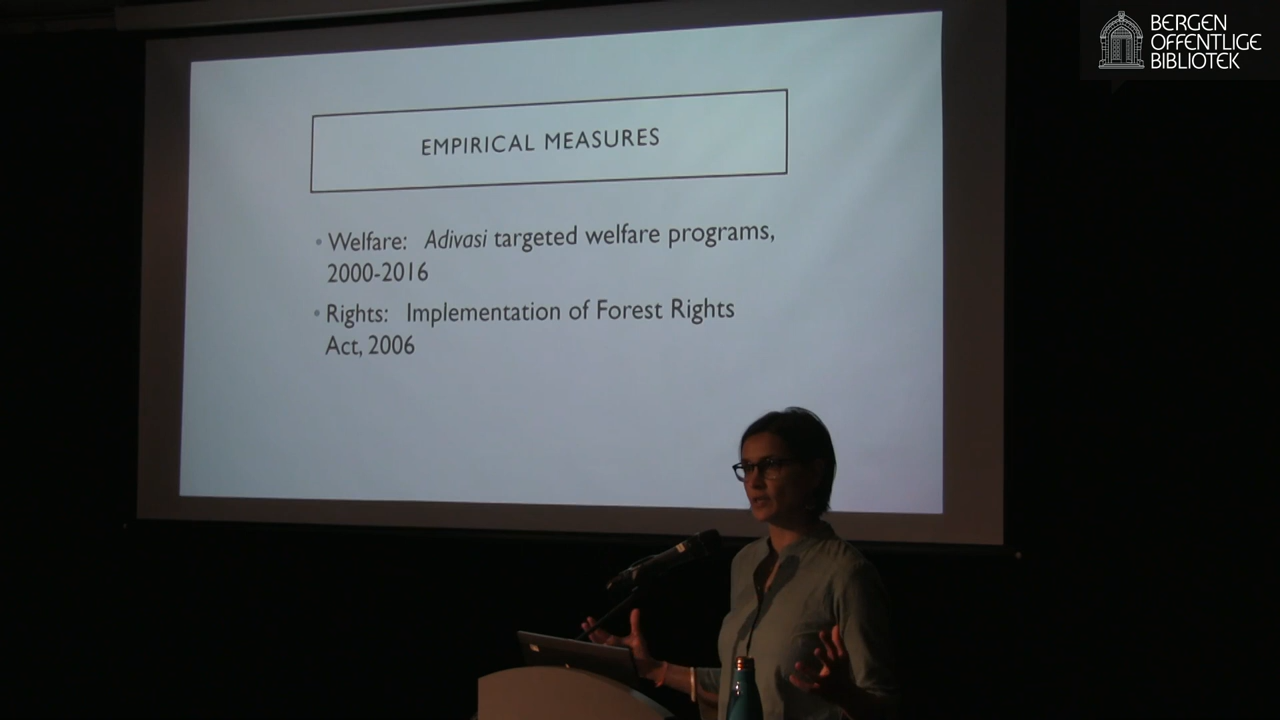 BERGEN
OFFENTLIGE
BIBLIOTEK
EMPIRICAL MEASURES
• Welfare: Adivasi targeted welfare programs,
2000-2016
• Rights: Implementation of Forest Rights
Act, 2006